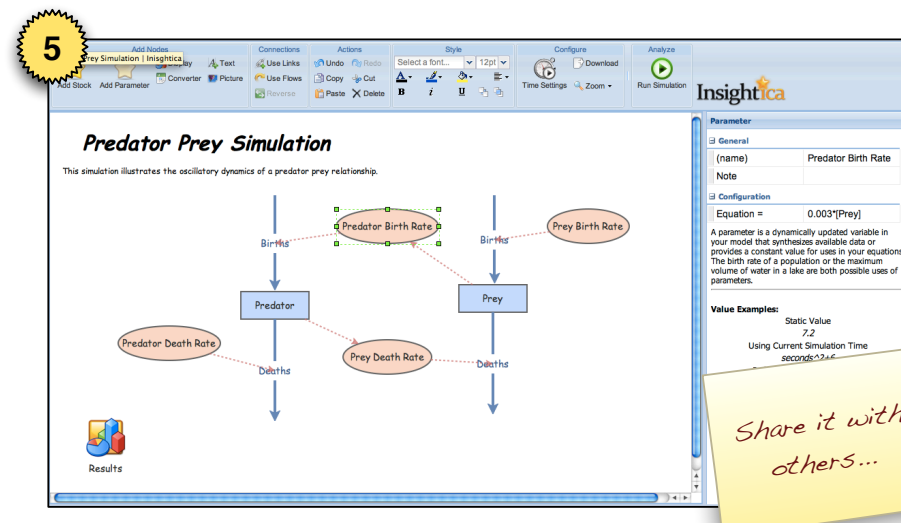 5
Add Nodes
Connections
Actions
Style
Configure
Analyze
Prey Simulation | Insightica
Text
Use Links
Undo
Redo
Select a font...
12pt
Download
Add Stock
Add Parameter
Converter
Picture
Use Flows
Copy
Cut
A
Time Settings
Zoom
Run Simulation
Reverse
Paste
Delete
B
i
U
Insightica
Predator Prey Simulation
This simulation illustrates the oscillatory dynamics of a predator prey relationship.
Predator Birth Rate
Prey Birth Rate
Births
Births
Predator
Prey
Predator Death Rate
Prey Death Rate
Deaths
Deaths
Results
Parameter
General
(name)
Predator Birth Rate
Note
Configuration
Equation =
0.003*[Prey]
A parameter is a dynamically updated variable in
your model that synthesizes available data or
provides a constant value for uses in your equations
The birth rate of a population or the maximum
volume of water in a lake are both possible uses of
parameters.
Value Examples:
Static Value
7.2
Using Current Simulation Time
seconds^2+6
Share it with
others...